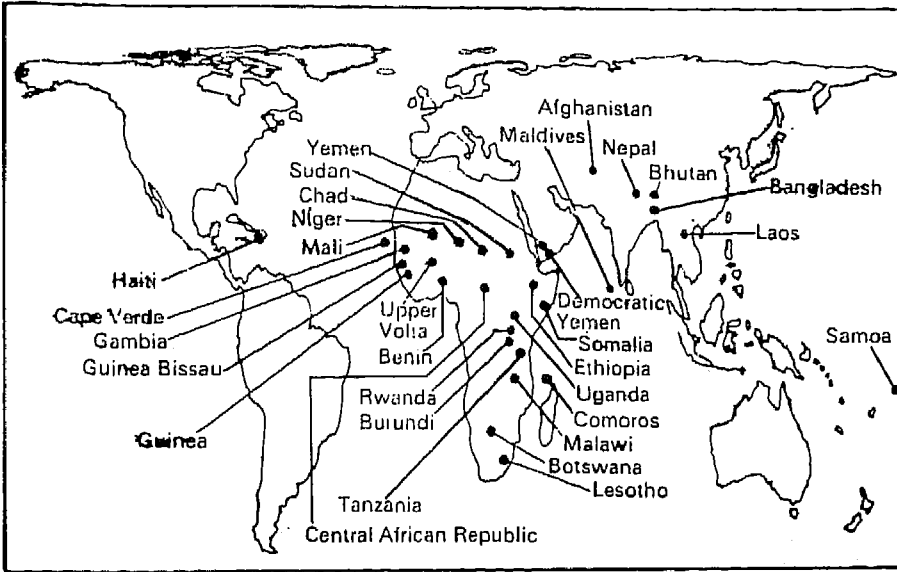 Afghanistan
Maldives
Nepal
Bhutan
Bangladesh
Laos
Yemen
Sudan
Chad
Niger
Mali
Haiti
Cape Verde
Gambia
Guinea Bissau
Guinea
Upper
Volta
Benin
Rwanda
Burundi
Tanzania
Central African Republic
Democratic
Yemen
Somalia
Ethiopia
Uganda
Comoros
Malawi
Botswana
Lesotho
Samoa